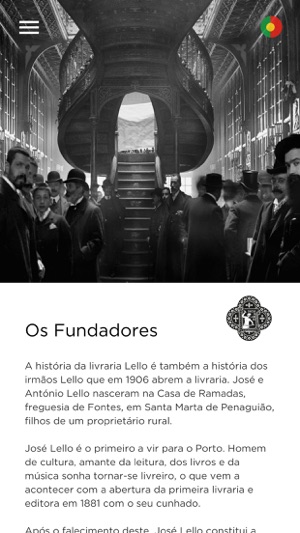 Os Fundadores
A história da livraria Lello é também a história dos
irmãos Lello que em 1906 abrem a livraria. José e
António Lello nasceram na Casa de Ramadas,
freguesia de Fontes, em Santa Marta de Penaguião,
filhos de um proprietário rural.
José Lello é o primeiro a vir para o Porto. Homem
de cultura, amante da leitura, dos livros e da
música sonha tornar-se livreiro, o que vem a
acontecer com a abertura da primeira livraria e
editora em 1881 com o seu cunhado.
Após o falecimento deste, José Lello constitui a